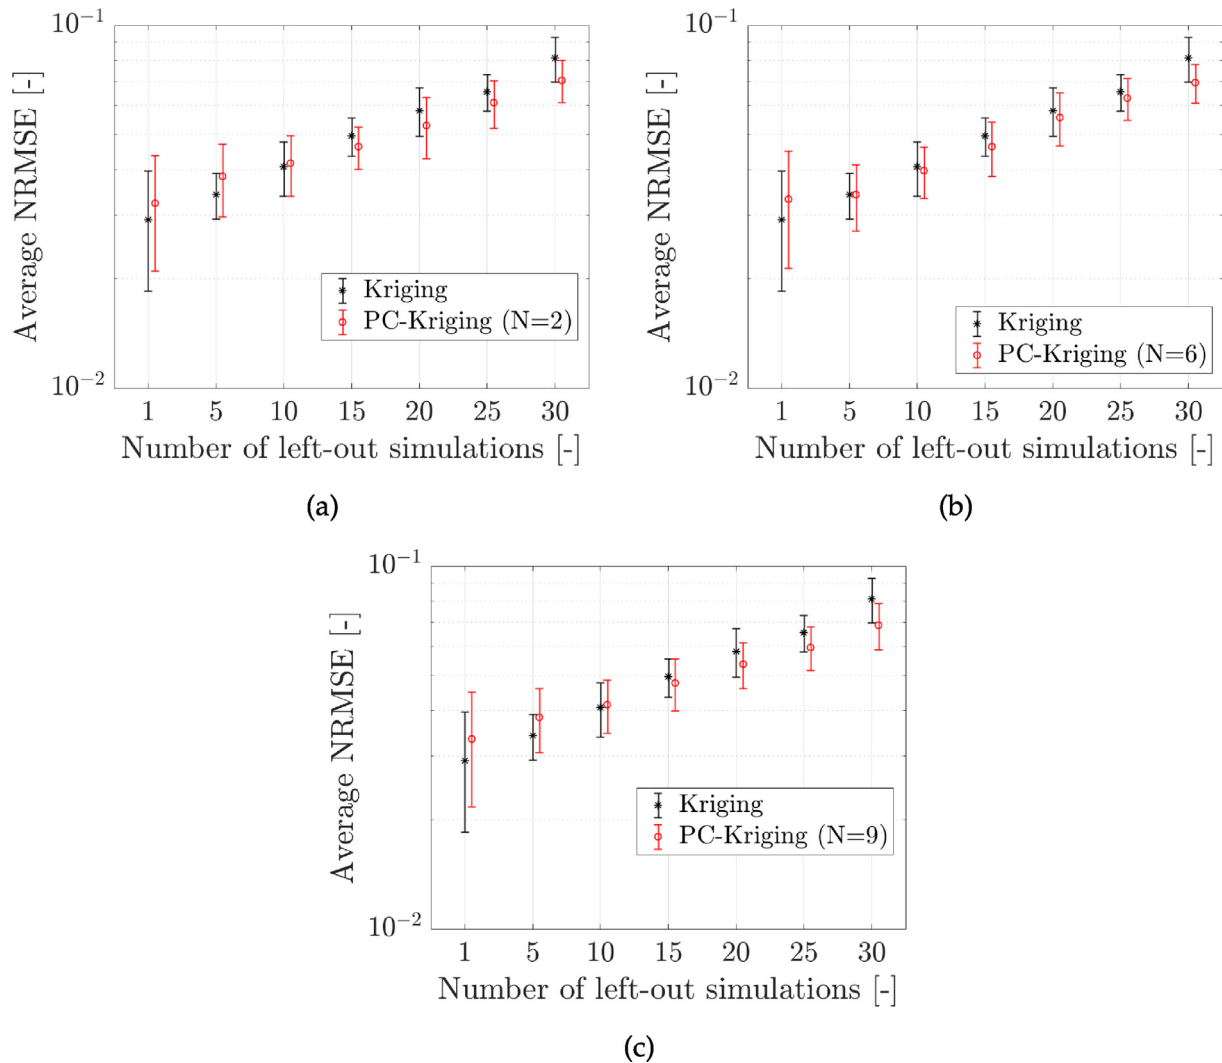 10⁻¹
Average NRMSE [-]
Kriging
PC-Kriging (N=2)
10⁻²
1 5 10 15 20 25 30
Number of left-out simulations [-]
(a)
10⁻¹
Average NRMSE [-]
Kriging
PC-Kriging (N=6)
10⁻²
1 5 10 15 20 25 30
Number of left-out simulations [-]
(b)
10⁻¹
Average NRMSE [-]
Kriging
PC-Kriging (N=9)
10⁻²
1 5 10 15 20 25 30
Number of left-out simulations [-]
(c)